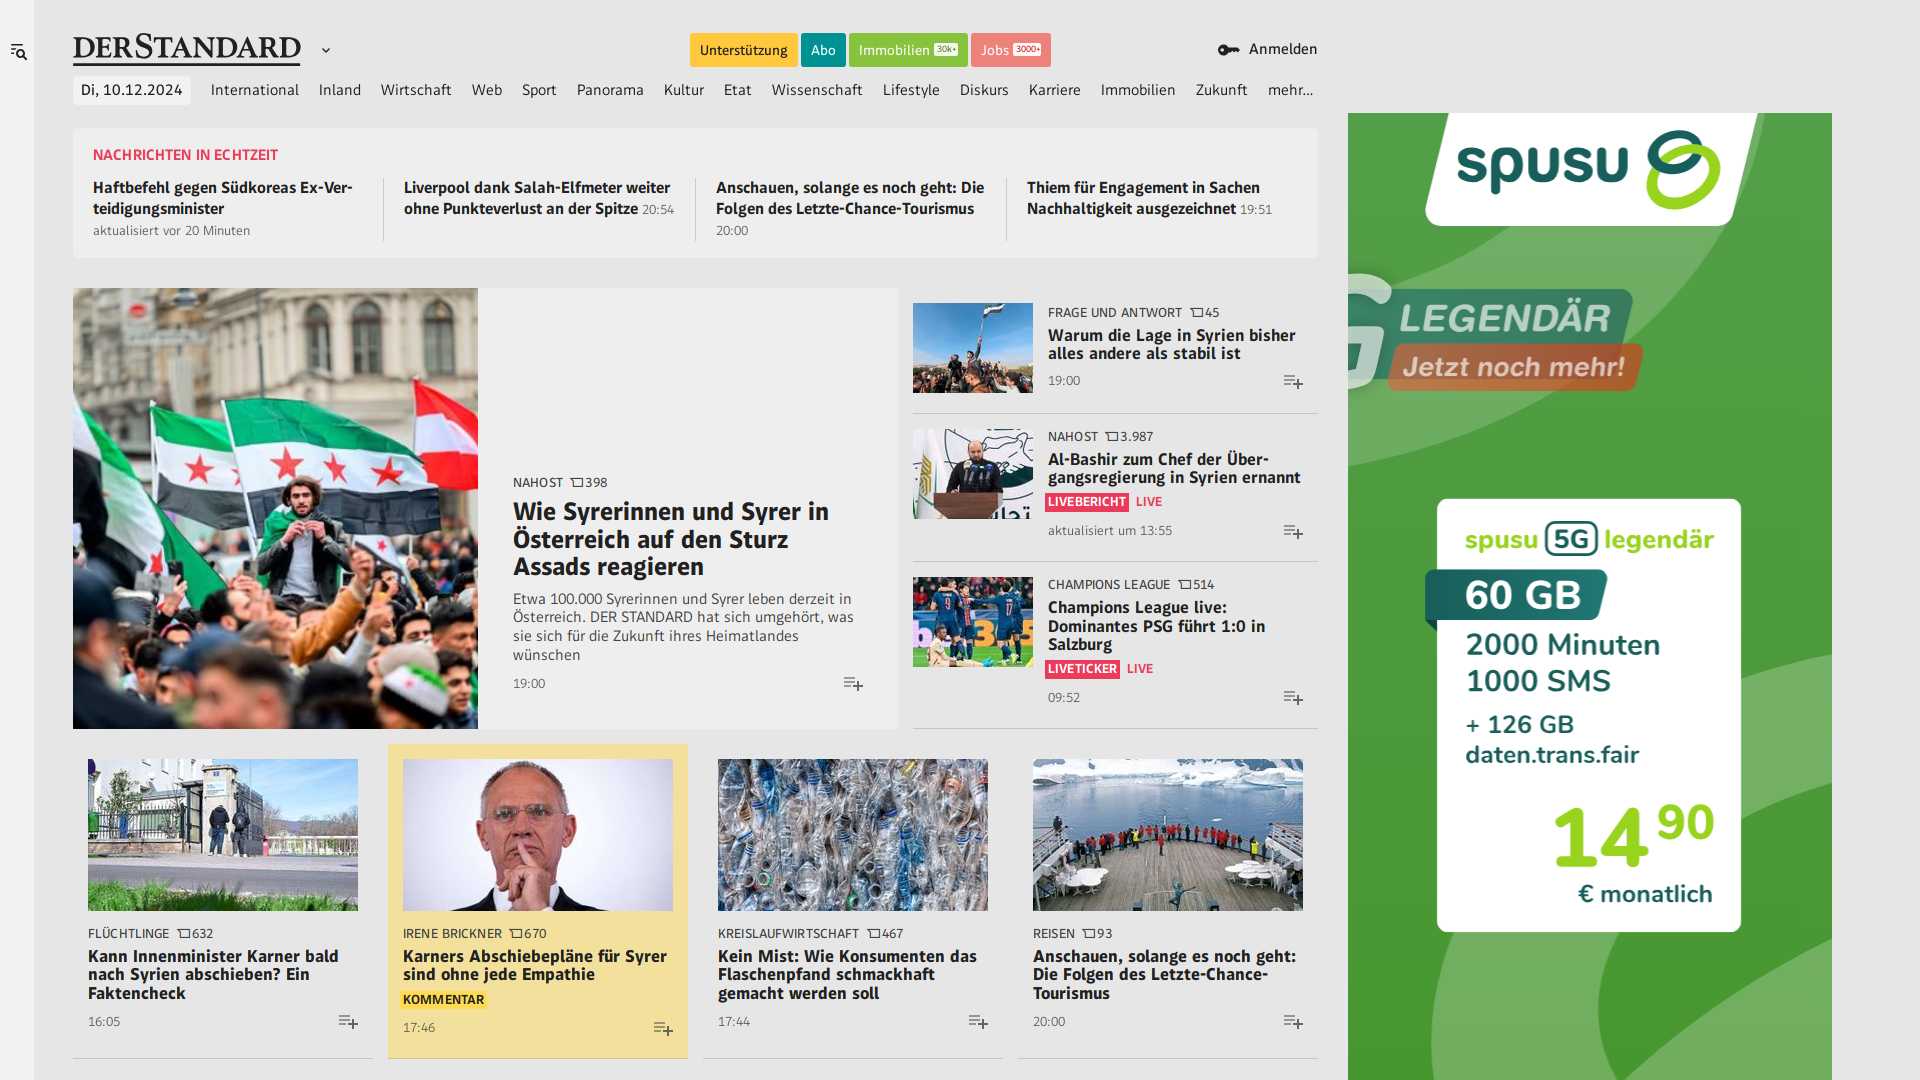 DERSTANDARD
Unterstützung
Abo
Immobilien 30k+
Jobs 3000+
Anmelden
Di, 10.12.2024
International
Inland
Wirtschaft
Web
Sport
Panorama
Kultur
Etat
Wissenschaft
Lifestyle
Diskurs
Karriere
Immobilien
Zukunft
mehr...
NACHRICHTEN IN ECHTZEIT
Haftbefehl gegen Südkoreas Ex-Ver-
teidigungsminister
aktualisiert vor 20 Minuten
Liverpool dank Salah-Elfmeter weiter
ohne Punkteverlust an der Spitze 20:54
Anschauen, solange es noch geht: Die
Folgen des Letzte-Chance-Tourismus
20:00
Thiem für Engagement in Sachen
Nachhaltigkeit ausgezeichnet 19:51
NAHOST 398
Wie Syrerinnen und Syrer in
Österreich auf den Sturz
Assads reagieren
Etwa 100.000 Syrerinnen und Syrer leben derzeit in
Österreich. DER STANDARD hat sich umgehört, was
sie sich für die Zukunft ihres Heimatlandes
wünschen
19:00
FRAGE UND ANTWORT 45
Warum die Lage in Syrien bisher
alles andere als stabil ist
19:00
NAHOST 3.987
Al-Bashir zum Chef der Über-
gangsregierung in Syrien ernannt
LIVEBERICHT LIVE
aktualisiert um 13:55
CHAMPIONS LEAGUE 514
Champions League live:
Dominantes PSG führt 1:0 in
Salzburg
LIVETICKER LIVE
09:52
FLÜCHTLINGE 632
Kann Innenminister Karner bald
nach Syrien abschieben? Ein
Faktencheck
16:05
IRENE BRICKNER 670
Karners Abschiebepläne für Syrer
sind ohne jede Empathie
KOMMENTAR
17:46
KREISLAUFWIRTSCHAFT 467
Kein Mist: Wie Konsumenten das
Flaschenpfand schmackhaft
gemacht werden soll
17:44
REISEN 93
Anschauen, solange es noch geht:
Die Folgen des Letzte-Chance-
Tourismus
20:00
spusu
G LEGENDÄR
Jetzt noch mehr!
spusu 5G legendär
60 GB
2000 Minuten
1000 SMS
+ 126 GB
daten.trans.fair
14 90
€ monatlich